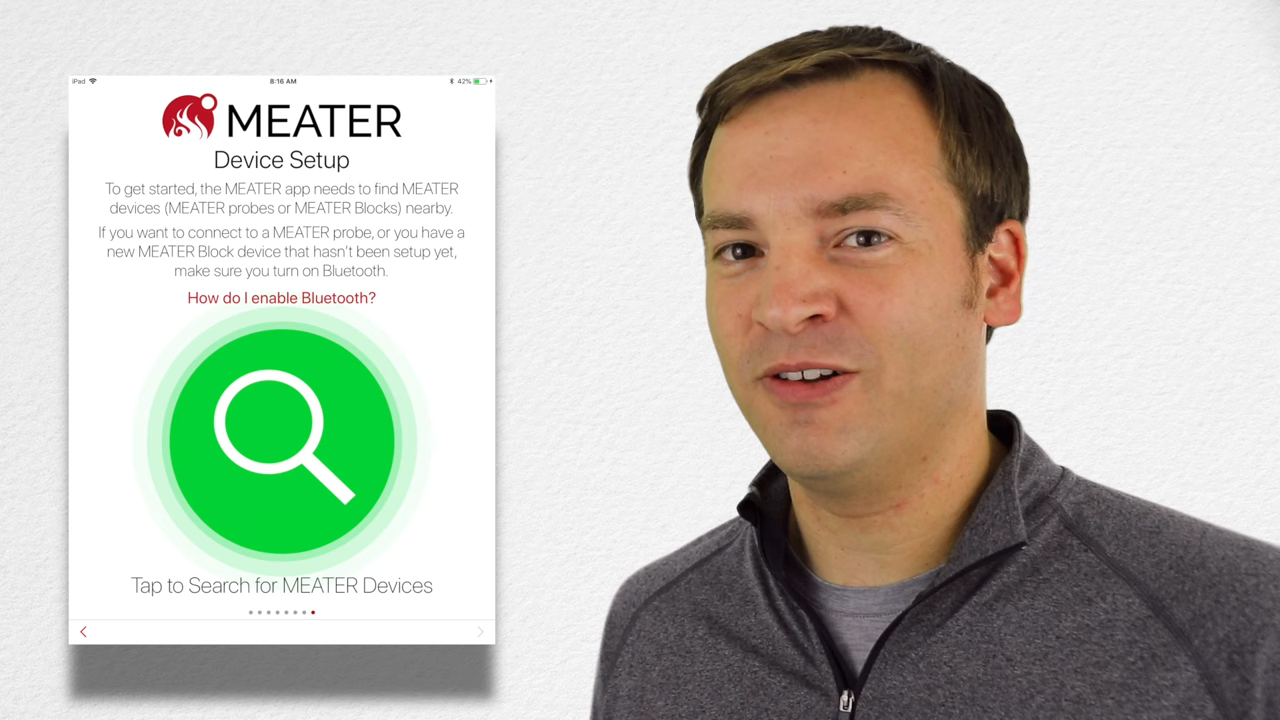 iPad 8:16 AM 42%
MEATER
Device Setup
To get started, the MEATER app needs to find MEATER
devices (MEATER probes or MEATER Blocks) nearby.
If you want to connect to a MEATER probe, or you have a
new MEATER Block device that hasn't been setup yet,
make sure you turn on Bluetooth.
How do I enable Bluetooth?
Tap to Search for MEATER Devices